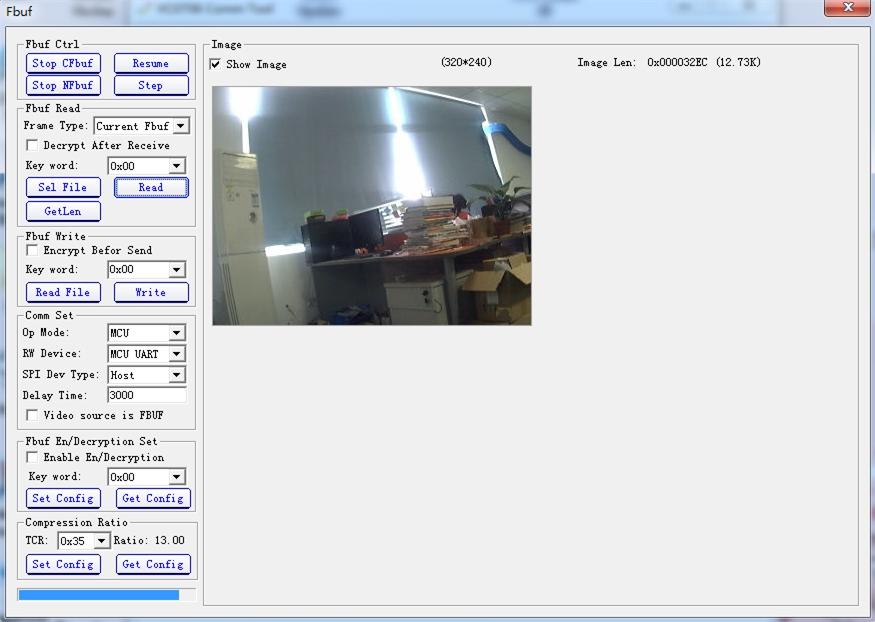 VC0706 Comm Tool
Fbuf
Fbuf Ctrl
Stop CFbuf
Resume
Stop NFbuf
Step
Fbuf Read
Frame Type: Current Fbuf
Decrypt After Receive
Key word: 0x00
Sel File
Read
GetLen
Fbuf Write
Encrypt Befor Send
Key word: 0x00
Read File
Write
Comm Set
Op Mode: MCU
RW Device: MCU UART
SPI Dev Type: Host
Delay Time: 3000
Video source is FBUF
Fbuf En/Decryption Set
Enable En/Decryption
Key word: 0x00
Set Config
Get Config
Compression Ratio
TCR: 0x35 Ratio: 13.00
Set Config
Get Config
Image
Show Image
(320*240)
Image Len: 0x000032EC (12.73K)